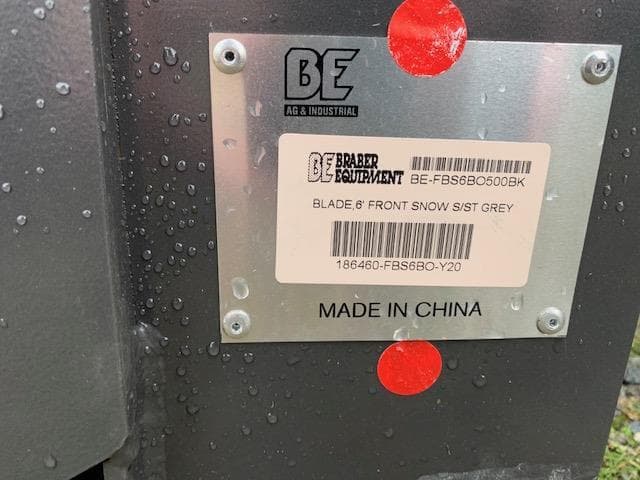 BE
AG & INDUSTRIAL
BE BRABER EQUIPMENT
BE-FBS6BO500BK
BLADE,6' FRONT SNOW S/ST GREY
186460-FBS6BO-Y20
MADE IN CHINA